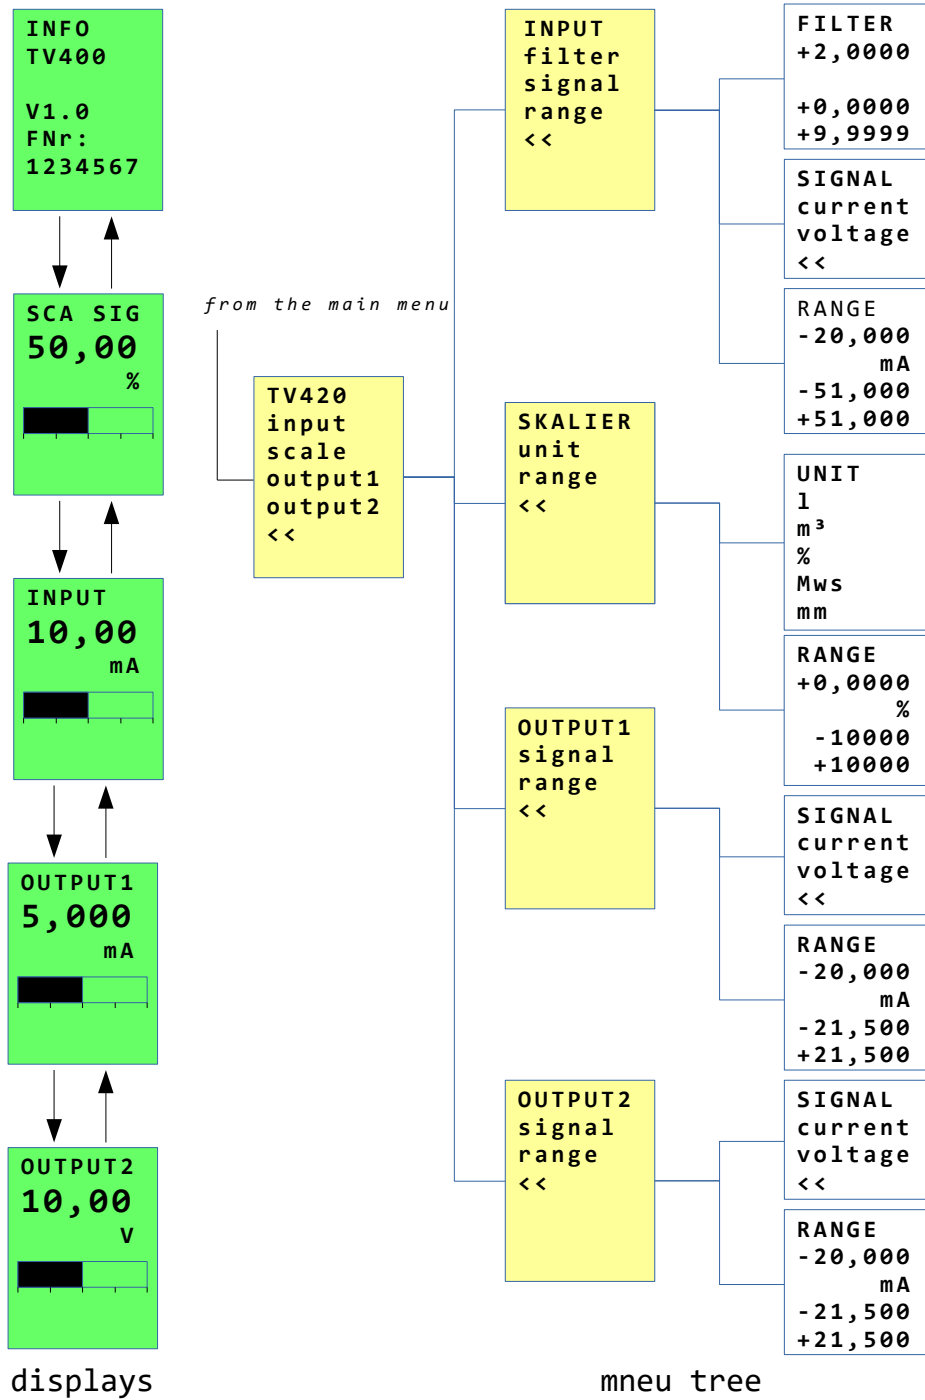 INFO
TV400
V1.0
FNr:
1234567
SCA SIG
50,00
%
INPUT
10,00
mA
OUTPUT1
5,000
mA
OUTPUT2
10,00
V
displays
from the main menu
TV420
input
scale
output1
output2
<<
INPUT
filter
signal
range
<<
SKALIER
unit
range
<<
OUTPUT1
signal
range
<<
OUTPUT2
signal
range
<<
FILTER
+2,0000
+0,0000
+9,9999
SIGNAL
current
voltage
<<
RANGE
-20,000
mA
-51,000
+51,000
UNIT
l
m³
%
Mws
mm
RANGE
+0,0000
%
-10000
+10000
SIGNAL
current
voltage
<<
RANGE
-20,000
mA
-21,500
+21,500
SIGNAL
current
voltage
<<
RANGE
-20,000
mA
-21,500
+21,500
mneu tree